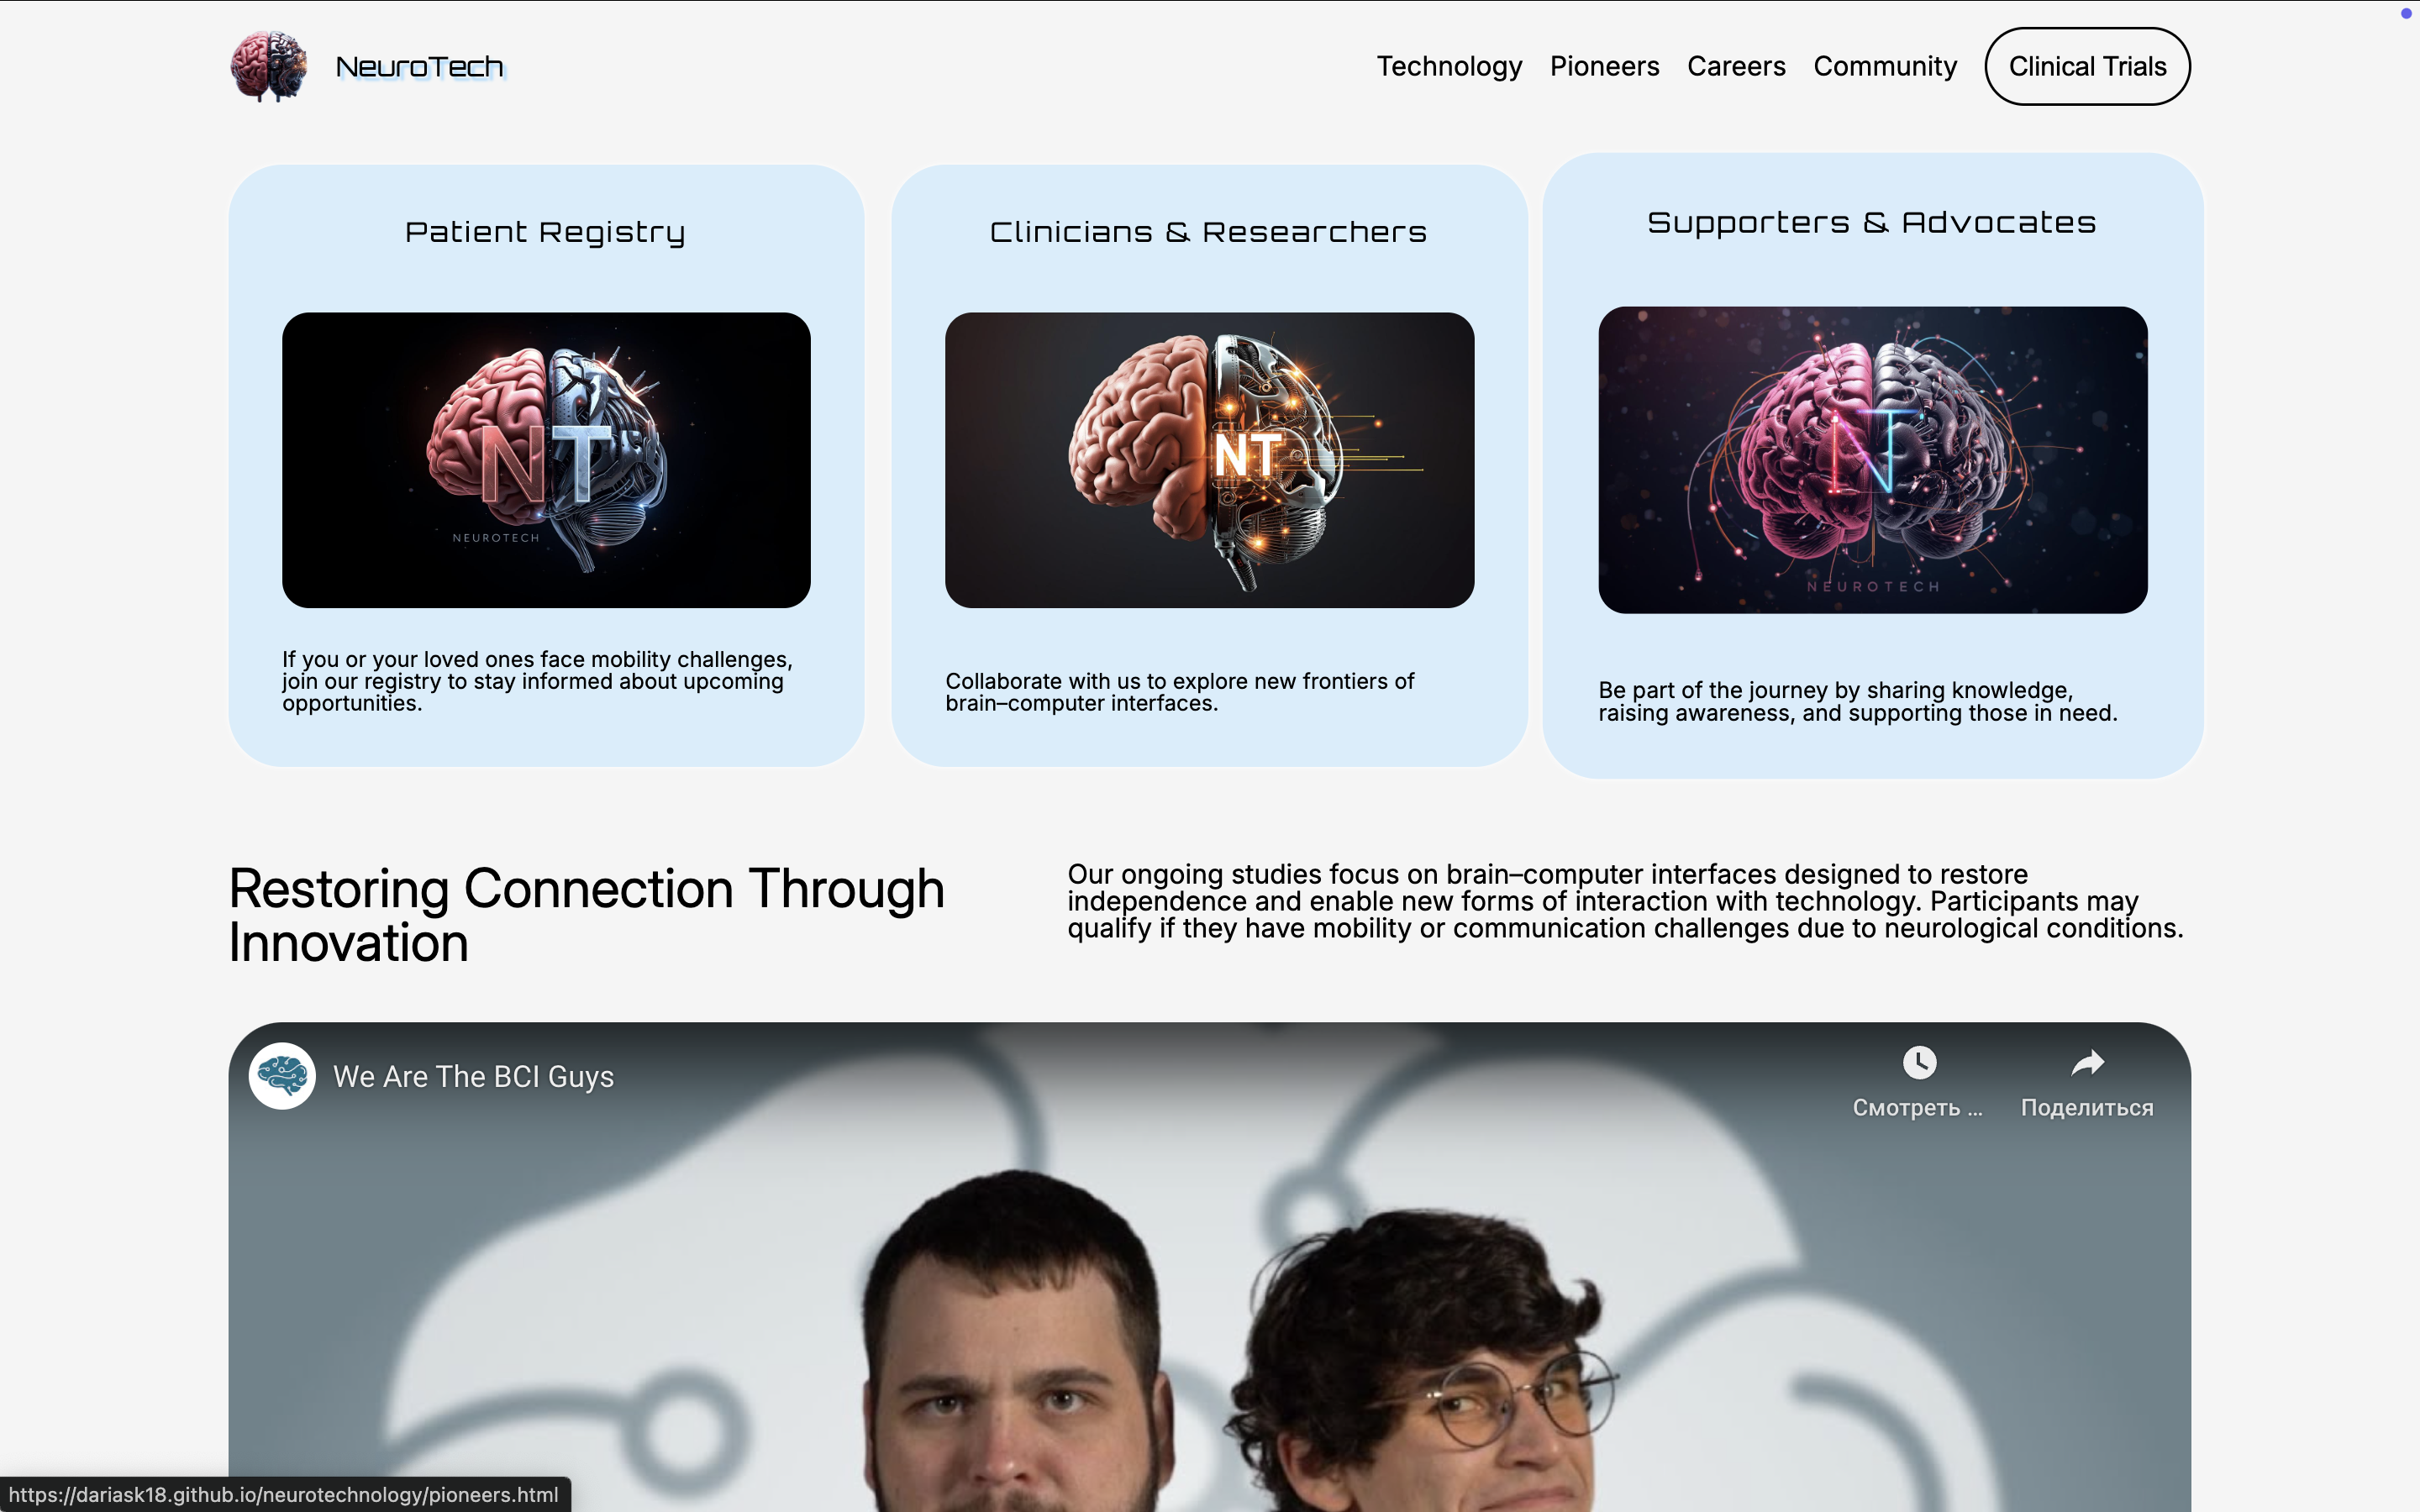 NeuroTech
Technology Pioneers Careers Community Clinical Trials
Patient Registry
NT
NEUROTECH
If you or your loved ones face mobility challenges,
join our registry to stay informed about upcoming
opportunities.
Clinicians & Researchers
NT
Collaborate with us to explore new frontiers of
brain–computer interfaces.
Supporters & Advocates
NT
NEUROTECH
Be part of the journey by sharing knowledge,
raising awareness, and supporting those in need.
Restoring Connection Through
Innovation
Our ongoing studies focus on brain–computer interfaces designed to restore
independence and enable new forms of interaction with technology. Participants may
qualify if they have mobility or communication challenges due to neurological conditions.
We Are The BCI Guys
Смотреть ...
Поделиться
https://dariask18.github.io/neurotechnology/pioneers.html